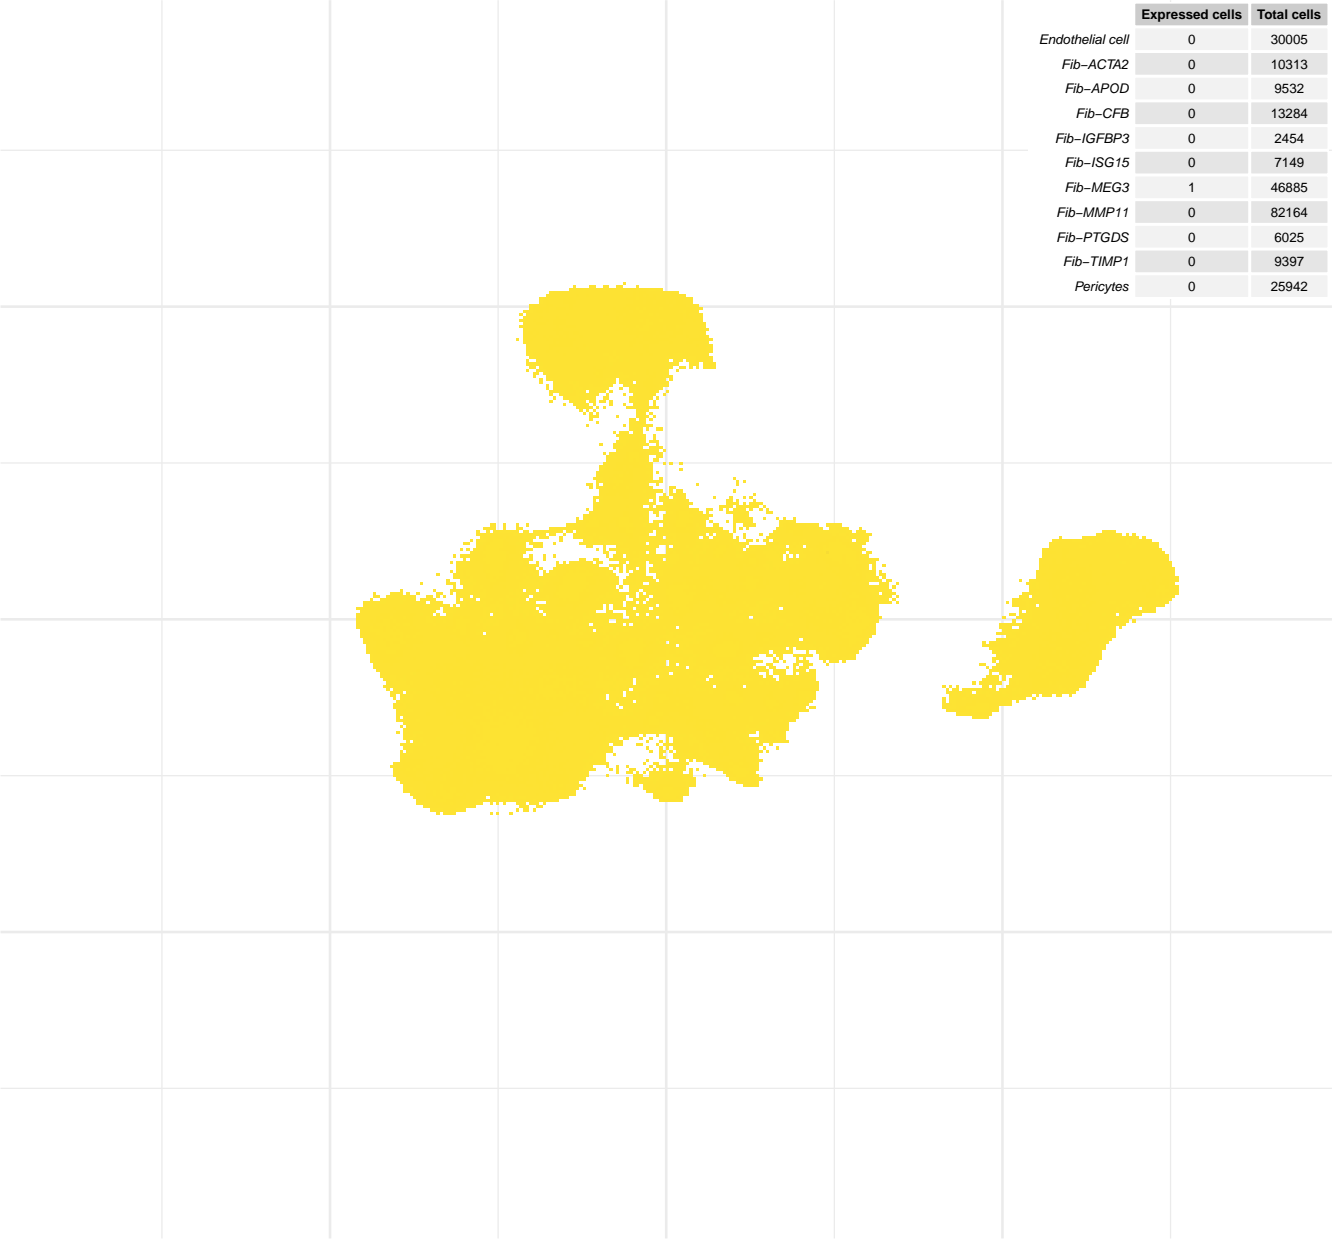 Expressed cells Total cells
Endothelial cell 0 30005
Fib−ACTA2 0 10313
Fib−APOD 0 9532
Fib−CFB 0 13284
Fib−IGFBP3 0 2454
Fib−ISG15 0 7149
Fib−MEG3 1 46885
Fib−MMP11 0 82164
Fib−PTGDS 0 6025
Fib−TIMP1 0 9397
Pericytes 0 25942